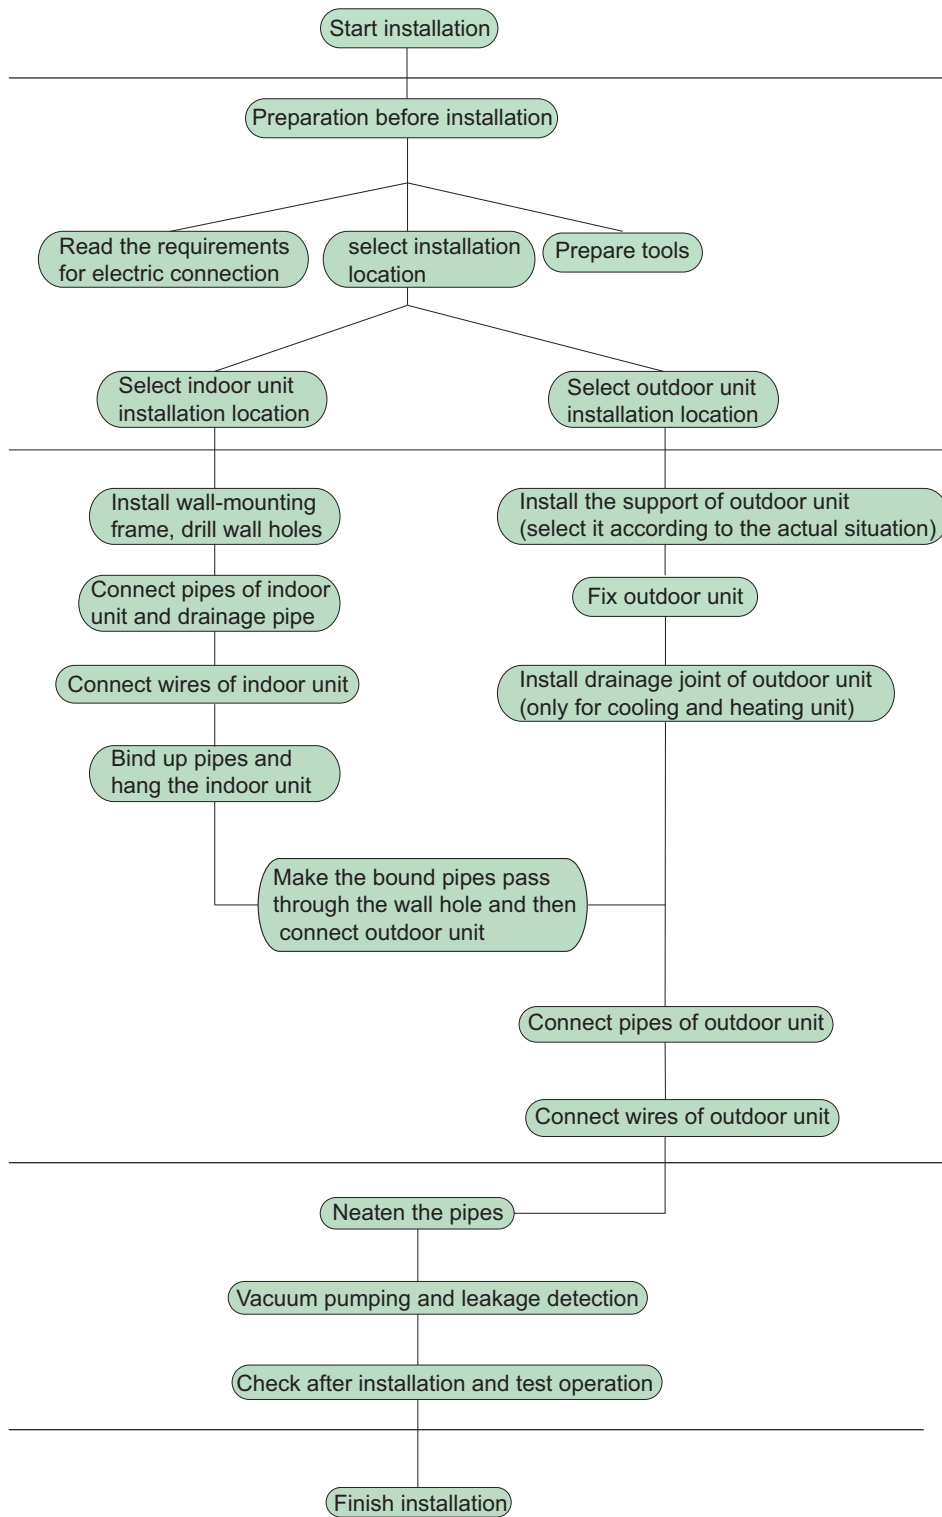 Start installation
Preparation before installation
Read the requirements
for electric connection
select installation
location
Prepare tools
Select indoor unit
installation location
Select outdoor unit
installation location
Install wall-mounting
frame, drill wall holes
Install the support of outdoor unit
(select it according to the actual situation)
Connect pipes of indoor
unit and drainage pipe
Fix outdoor unit
Connect wires of indoor unit
Install drainage joint of outdoor unit
(only for cooling and heating unit)
Bind up pipes and
hang the indoor unit
Make the bound pipes pass
through the wall hole and then
connect outdoor unit
Connect pipes of outdoor unit
Connect wires of outdoor unit
Neaten the pipes
Vacuum pumping and leakage detection
Check after installation and test operation
Finish installation